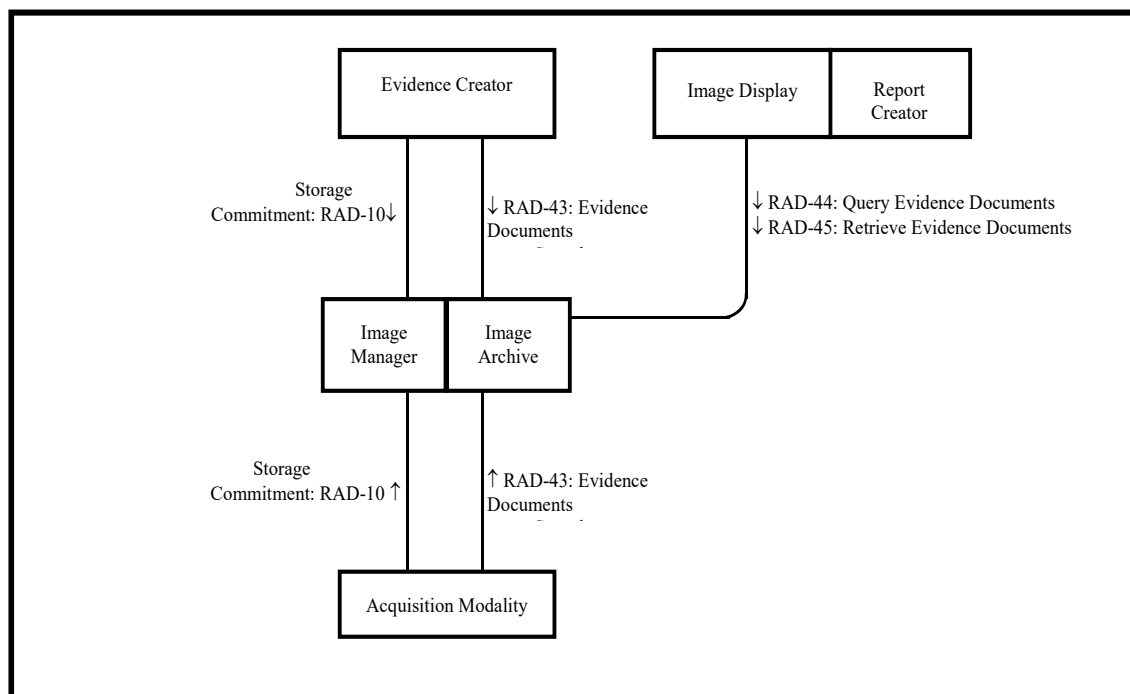 Evidence Creator
Image Display
Report
Creator
Storage
Commitment: RAD-10↓
↓ RAD-43: Evidence
Documents
↓ RAD-44: Query Evidence Documents
↓ RAD-45: Retrieve Evidence Documents
Image
Manager
Image
Archive
Storage
Commitment: RAD-10 ↑
↑ RAD-43: Evidence
Documents
Acquisition Modality